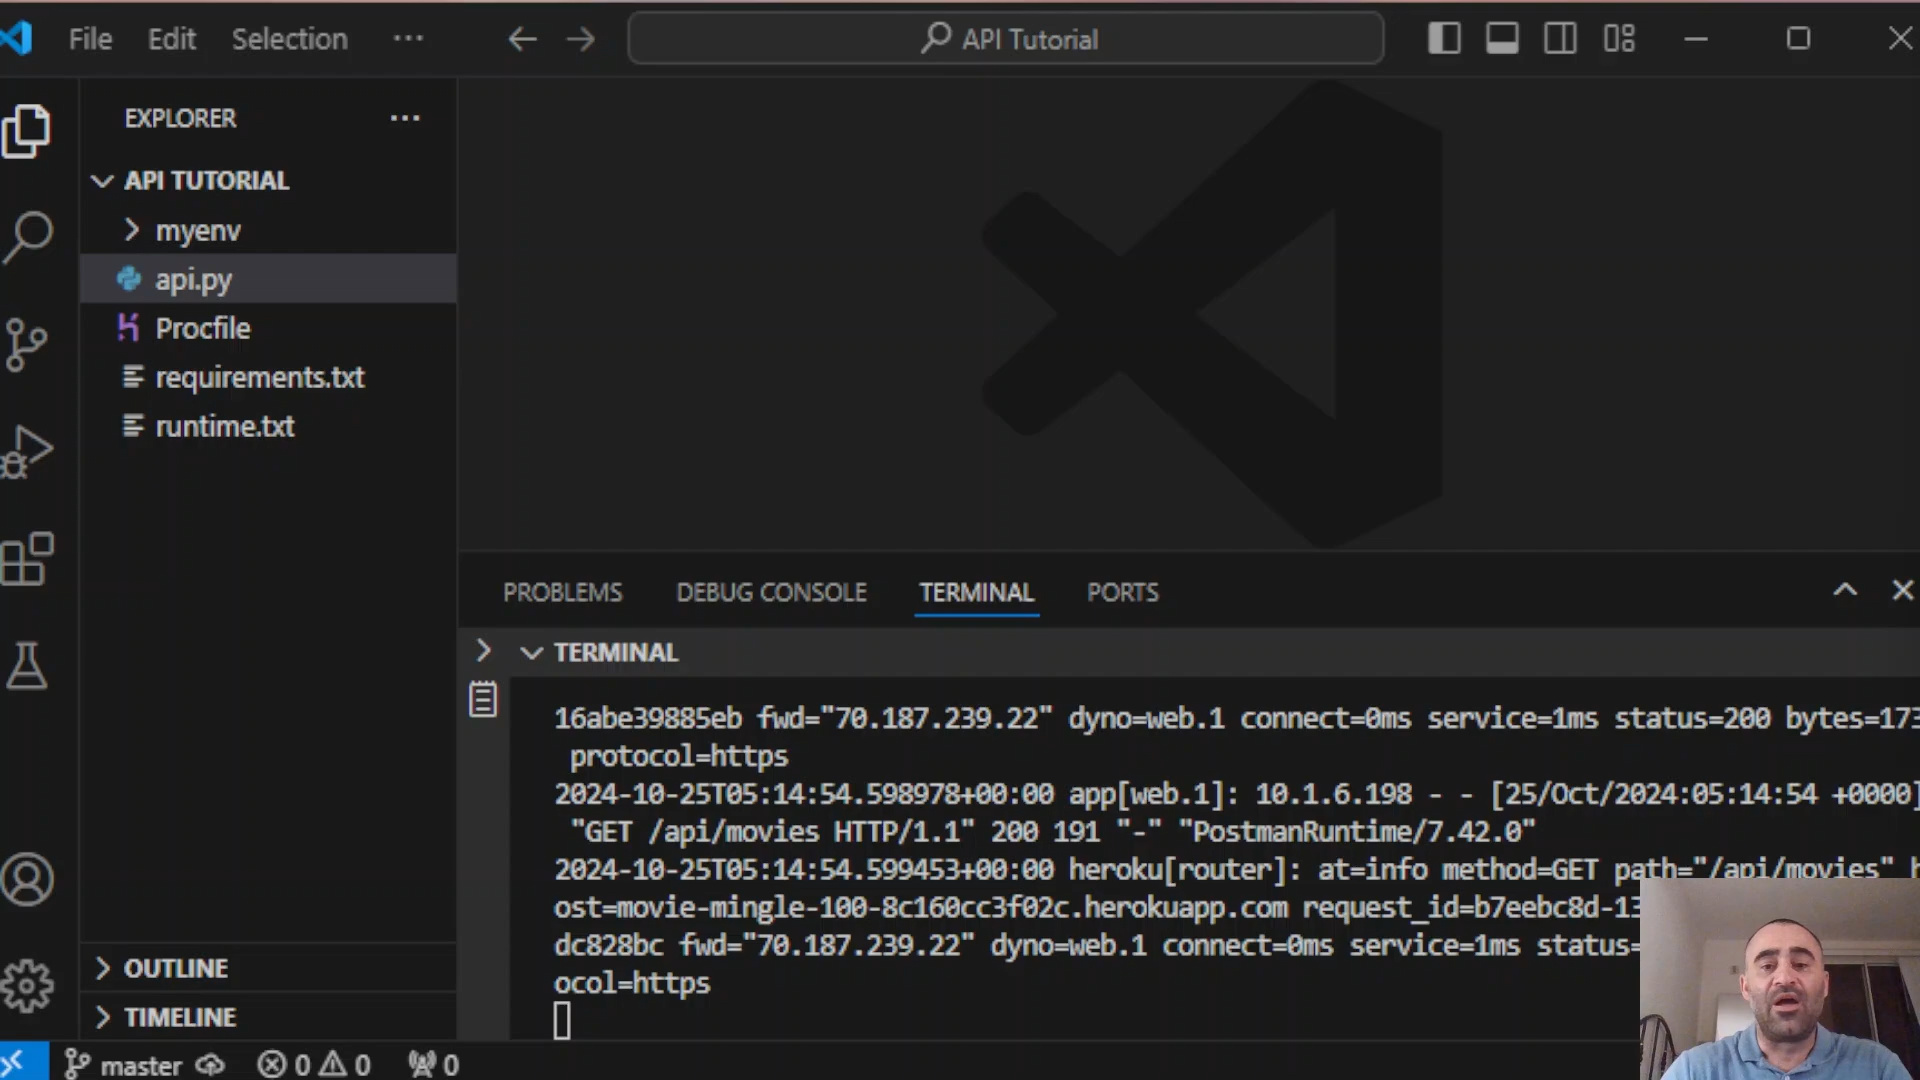 File Edit Selection ··· API Tutorial
EXPLORER ···
API TUTORIAL
myenv
api.py
Procfile
requirements.txt
runtime.txt
OUTLINE
TIMELINE
PROBLEMS DEBUG CONSOLE TERMINAL PORTS
TERMINAL
16abe39885eb fwd="70.187.239.22" dyno=web.1 connect=0ms service=1ms status=200 bytes=173
protocol=https
2024-10-25T05:14:54.598978+00:00 app[web.1]: 10.1.6.198 - - [25/Oct/2024:05:14:54 +0000]
"GET /api/movies HTTP/1.1" 200 191 "-" "PostmanRuntime/7.42.0"
2024-10-25T05:14:54.599453+00:00 heroku[router]: at=info method=GET path="/api/movies" h
ost=movie-mingle-100-8c160cc3f02c.herokuapp.com request_id=b7eebc8d-13
dc828bc fwd="70.187.239.22" dyno=web.1 connect=0ms service=1ms status=
ocol=https
master 0 0 0